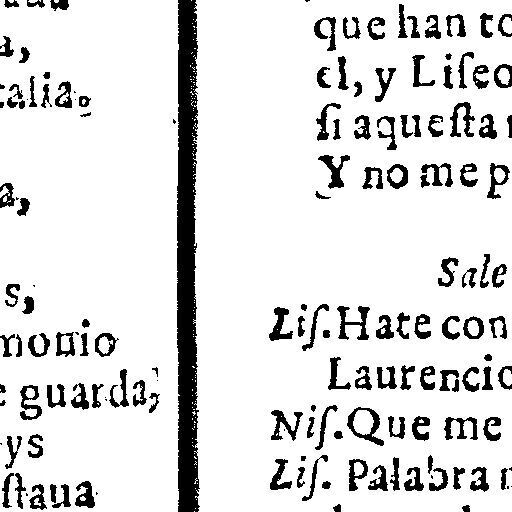 a,
talia.
a,
s,
monio
e guarda,
ys
ſtaua
que han to
el, y Liſeo
ſi aqueſta
Y no me p
Sale
Liſ.Hate con
Laurencio
Niſ.Que me
Liſ. Palabra